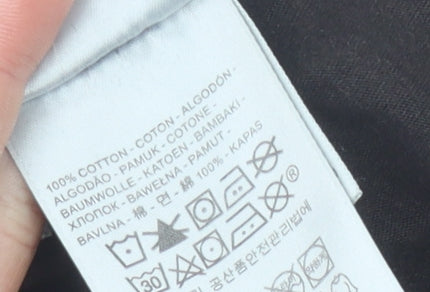 100% COTTON - COTON - ALGODÓN -
ALGODÃO - PAMUK - COTONE -
BAUMWOLLE - KATOEN - BAMBAKI -
ХЛОПОК - BAWEŁNA - PAMUT -
BAVLNA - 棉 - 면 - 綿 100% - KAPAS
30
® 
공산품안전관리법에